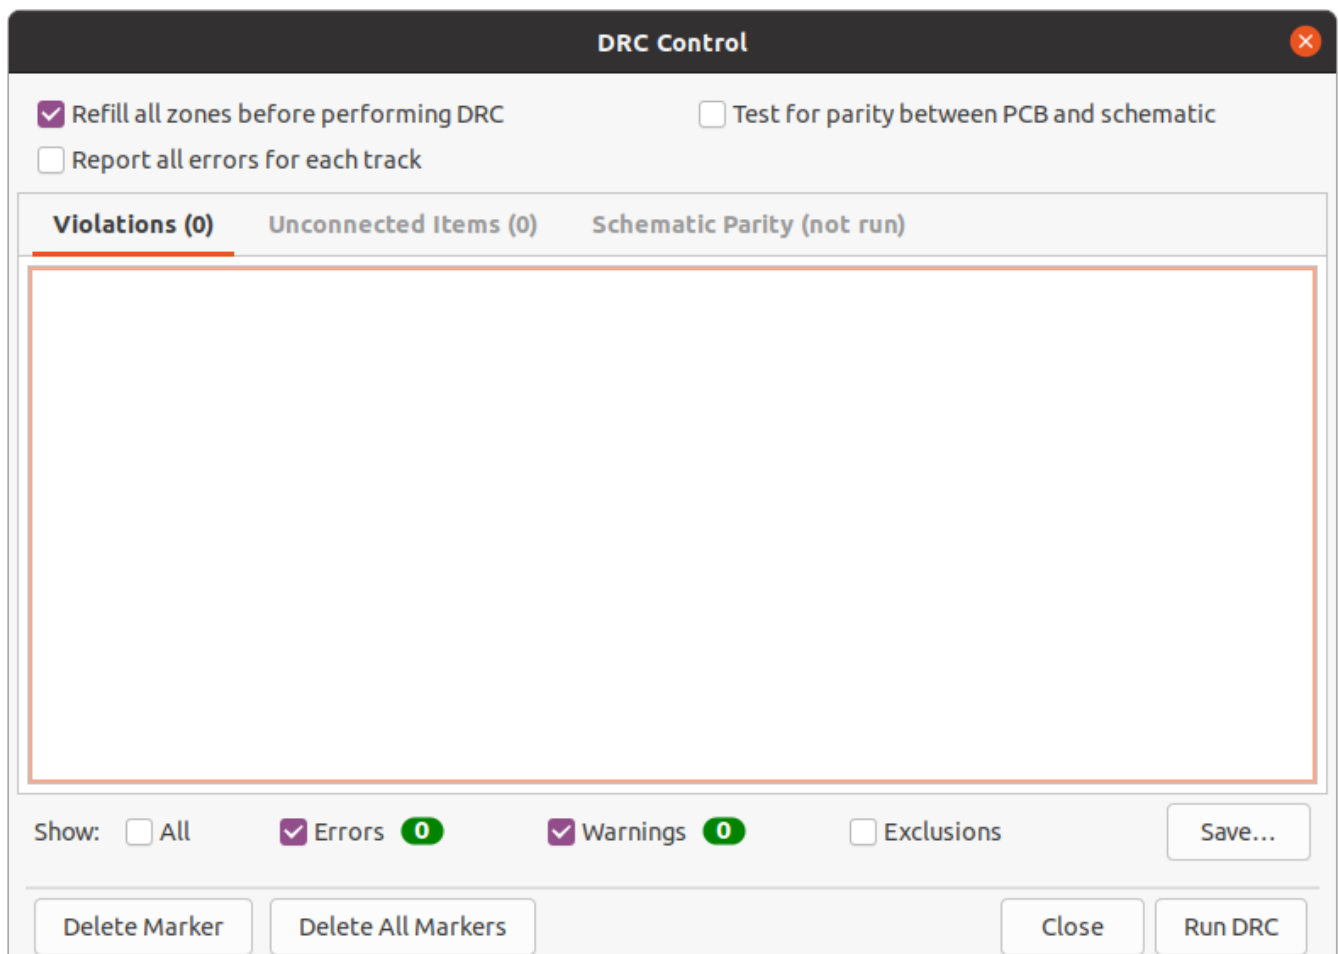 DRC Control
Refill all zones before performing DRC
Test for parity between PCB and schematic
Report all errors for each track
Violations (0) Unconnected Items (0) Schematic Parity (not run)
Show: All Errors 0 Warnings 0 Exclusions Save...
Delete Marker Delete All Markers Close Run DRC